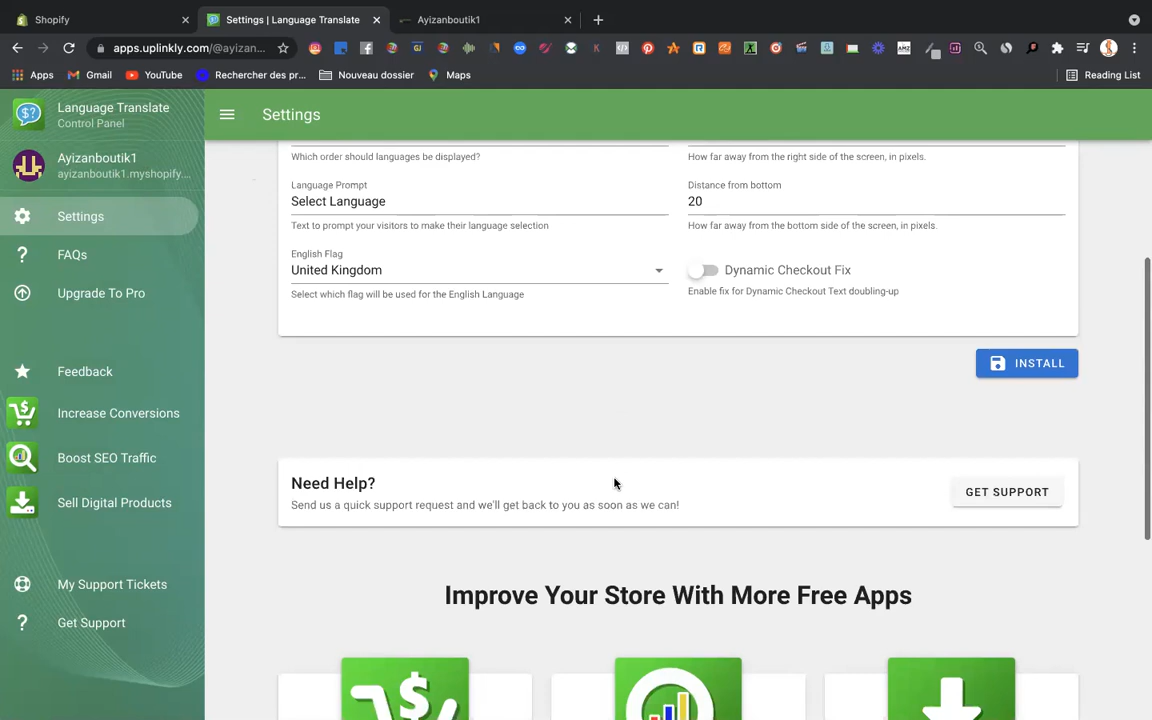 Shopify
Settings | Language Translate
Ayizanboutik1
apps.uplinkly.com/@ayizan...
Apps
Gmail
YouTube
Rechercher des pr...
Nouveau dossier
Maps
Reading List
Language Translate
Control Panel
Ayizanboutik1
ayizanboutik1.myshopify....
Settings
FAQs
Upgrade To Pro
Feedback
Increase Conversions
Boost SEO Traffic
Sell Digital Products
My Support Tickets
Get Support
Settings
Which order should languages be displayed?
How far away from the right side of the screen, in pixels.
Language Prompt
Select Language
Text to prompt your visitors to make their language selection
Distance from bottom
20
How far away from the bottom side of the screen, in pixels.
English Flag
United Kingdom
Select which flag will be used for the English Language
Dynamic Checkout Fix
Enable fix for Dynamic Checkout Text doubling-up
INSTALL
Need Help?
Send us a quick support request and we'll get back to you as soon as we can!
GET SUPPORT
Improve Your Store With More Free Apps